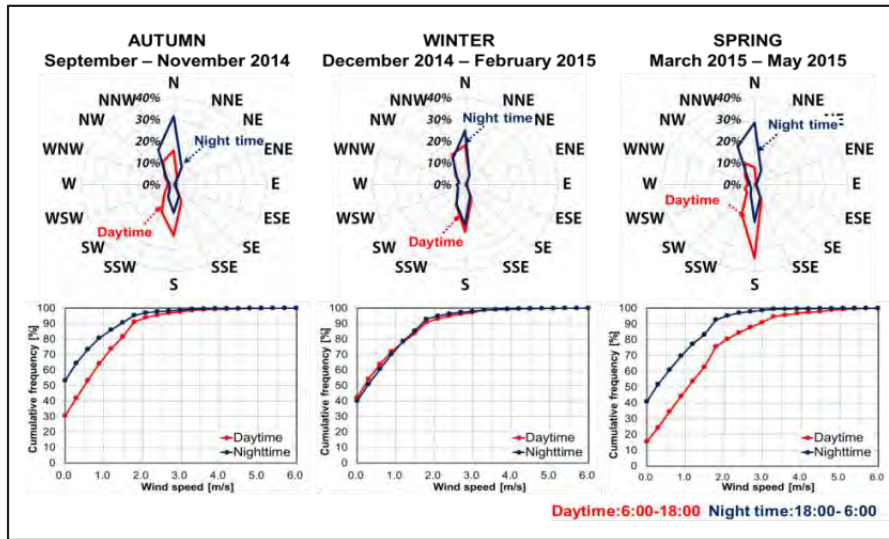 AUTUMN
September – November 2014
N
NNW
NNE
NW
NE
WNW
ENE
W
E
WSW
ESE
SW
SE
SSW
SSE
S
40%
30%
20%
10%
0%
Night time
Daytime
WINTER
December 2014 – February 2015
N
NNW
NNE
NW
NE
WNW
ENE
W
E
WSW
ESE
SW
SE
SSW
SSE
S
40%
30%
20%
10%
0%
Night time
Daytime
SPRING
March 2015 – May 2015
N
NNW
NNE
NW
WNW
ENE
W
E
WSW
ESE
SW
SE
SSW
SSE
S
40%
30%
20%
10%
0%
Night time
Daytime
Cumulative frequency [%]
100
90
80
70
60
50
40
30
20
10
0
0.0 1.0 2.0 3.0 4.0 5.0 6.0
Wind speed [m/s]
Daytime
Nighttime
Cumulative frequency [%]
100
90
80
70
60
50
40
30
20
10
0
0.0 1.0 2.0 3.0 4.0 5.0 6.0
Wind speed [m/s]
Daytime
Nighttime
Cumulative frequency [%]
100
90
80
70
60
50
40
30
20
10
0
0.0 1.0 2.0 3.0 4.0 5.0 6.0
Wind speed [m/s]
Daytime
Nighttime
Daytime:6:00-18:00 Night time:18:00- 6:00